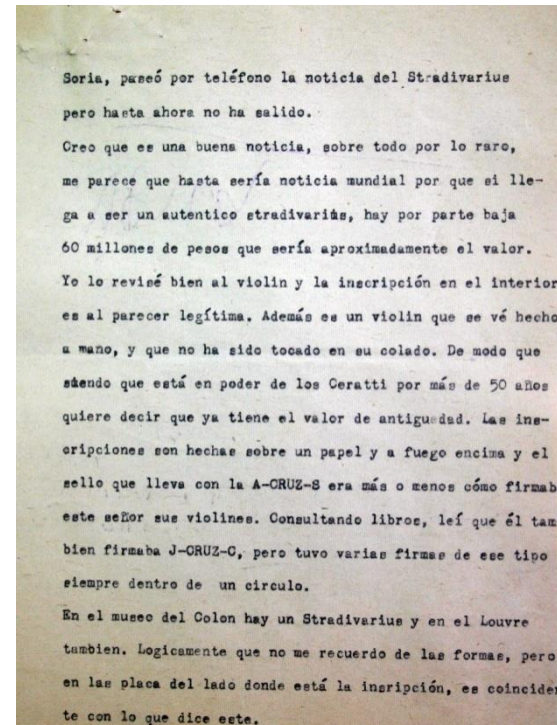 Soria, paseó por teléfono la noticia del Stradivarius
pero hasta ahora no ha salido.
Creo que es una buena noticia, sobre todo por lo raro,
me parece que hasta sería noticia mundial por que si lle-
ga a ser un autentico stradivarius, hay por parte baja
60 millones de pesos que sería aproximadamente el valor.
Yo lo revisé bien al violin y la inscripción en el interior
es al parecer legítima. Además es un violin que se vé hecho
a mano, y que no ha sido tocado en su colado. De modo que
siendo que está en poder de los Ceratti por más de 50 años
quiere decir que ya tiene el valor de antiguedad. Las ins-
cripciones son hechas sobre un papel y a fuego encima y el
sello que lleva con la A-CRUZ-S era más o menos cómo firmab
este señor sus violines. Consultando libros, leí que él tam
bien firmaba J-CRUZ-C, pero tuvo varias firmas de ese tipo
siempre dentro de un circulo.
En el museo del Colon hay un Stradivarius y en el Louvre
tambien. Logicamente que no me recuerdo de las formas, pero
en las placa del lado donde está la insripción, es coinciden
te con lo que dice este.